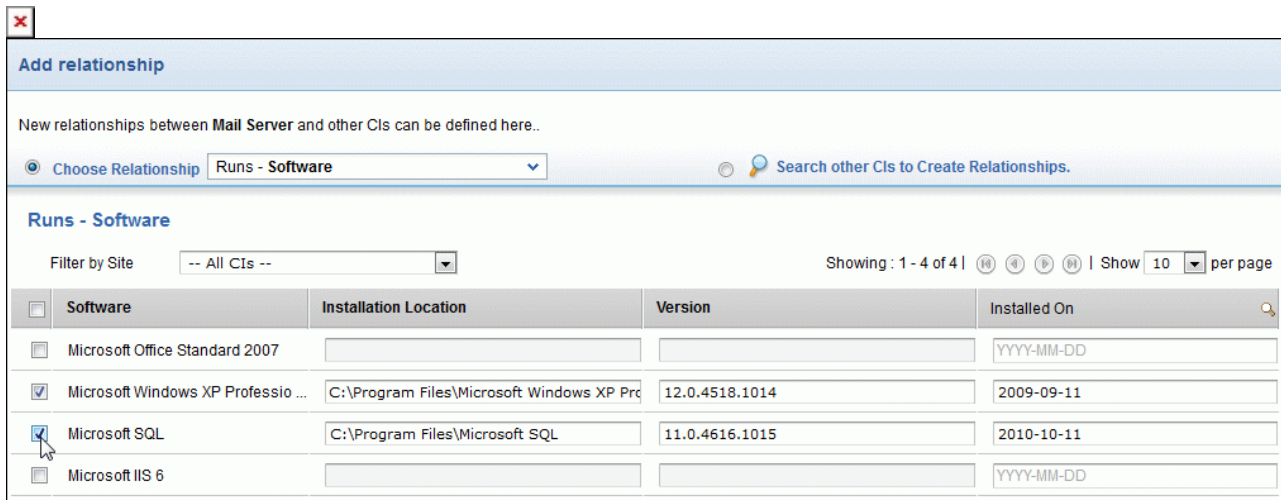 Add relationship
New relationships between Mail Server and other CIs can be defined here..
Choose Relationship Runs - Software Search other CIs to Create Relationships.
Runs - Software
Filter by Site -- All CIs -- Showing : 1 - 4 of 4 | | Show 10 per page
Software Installation Location Version Installed On
Microsoft Office Standard 2007 YYYY-MM-DD
Microsoft Windows XP Professio ... C:\Program Files\Microsoft Windows XP Pro 12.0.4518.1014 2009-09-11
Microsoft SQL C:\Program Files\Microsoft SQL 11.0.4616.1015 2010-10-11
Microsoft IIS 6 YYYY-MM-DD